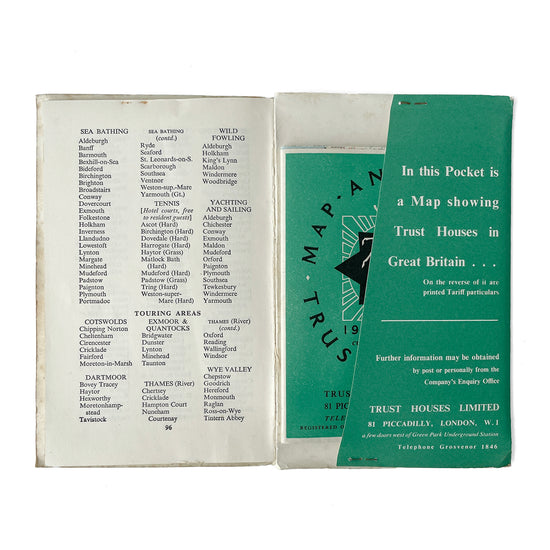 SEA BATHING
Aldeburgh
Banff
Barmouth
Bexhill-on-Sea
Bideford
Birchington
Brighton
Broadstairs
Conway
Dovercourt
Exmouth
Folkestone
Holkham
Inverness
Llandudno
Lowestoft
Lynton
Margate
Minehead
Mudeford
Padstow
Paignton
Plymouth
Portmadoc
SEA BATHING
(contd.)
Ryde
Seaford
St. Leonards-on-S.
Scarborough
Southsea
Ventnor
Weston-sup.-Mare
Yarmouth (Gt.)
TENNIS
[Hotel courts, free
to resident guests]
Ascot (Hard)
Birchington (Hard)
Dovedale (Hard)
Harrogate (Hard)
Haytor (Grass)
Matlock Bath
(Hard)
Mudeford (Hard)
Padstow (Grass)
Tring (Hard)
Weston-super-
Mare (Hard)
WILD
FOWLING
Aldeburgh
Holkham
King's Lynn
Maldon
Windermere
Woodbridge
YACHTING
AND SAILING
Aldeburgh
Chichester
Conway
Exmouth
Maldon
Mudeford
Oxford
Paignton
Plymouth
Southsea
Tewkesbury
Windermere
Yarmouth
TOURING AREAS
COTSWOLDS
Chipping Norton
Cheltenham
Cirencester
Cricklade
Fairford
Moreton-in-Marsh
DARTMOOR
Bovey Tracey
Haytor
Hexworthy
Moretonhamp-
stead
Tavistock
EXMOOR &
QUANTOCKS
Bridgwater
Dunster
Lynton
Minehead
Taunton
THAMES (River)
Chertsey
Cricklade
Hampton Court
Nuneham
Courtenay
THAMES (River)
(contd.)
Oxford
Reading
Wallingford
Windsor
WYE VALLEY
Chepstow
Goodrich
Hereford
Monmouth
Raglan
Ross-on-Wye
Tintern Abbey
96
MAP-AN
TRUS
19
TRUST
81 PIC
TELE
REGISTERED O
In this Pocket is
a Map showing
Trust Houses in
Great Britain . . .
On the reverse of it are
printed Tariff particulars
Further information may be obtained
by post or personally from the
Company's Enquiry Office
TRUST HOUSES LIMITED
81 PICCADILLY, LONDON, W.1
a few doors west of Green Park Underground Station
Telephone Grosvenor 1846